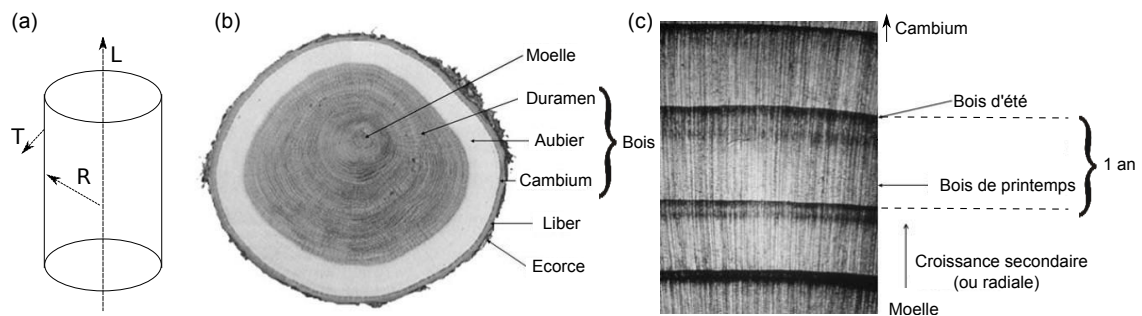 (a)
L
T
R
(b)
Moelle
Duramen
Aubier
Bois
Cambium
Liber
Ecorce
(c)
Cambium
Bois d'été
1 an
Bois de printemps
Croissance secondaire
(ou radiale)
Moelle